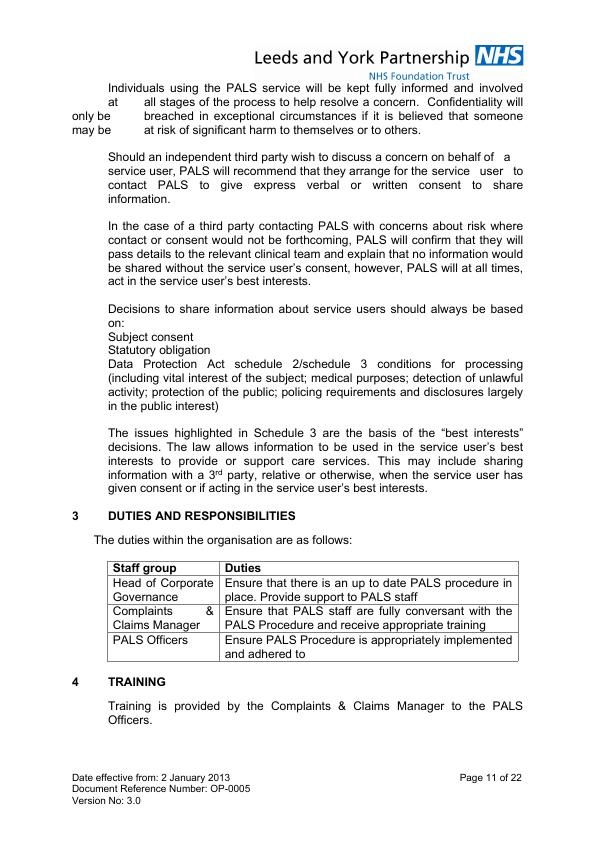 Leeds and York Partnership NHS
NHS Foundation Trust
Individuals using the PALS service will be kept fully informed and involved
at all stages of the process to help resolve a concern. Confidentiality will
only be breached in exceptional circumstances if it is believed that someone
may be at risk of significant harm to themselves or to others.
Should an independent third party wish to discuss a concern on behalf of a
service user, PALS will recommend that they arrange for the service user to
contact PALS to give express verbal or written consent to share
information.
In the case of a third party contacting PALS with concerns about risk where
contact or consent would not be forthcoming, PALS will confirm that they will
pass details to the relevant clinical team and explain that no information would
be shared without the service user's consent, however, PALS will at all times,
act in the service user's best interests.
Decisions to share information about service users should always be based
on:
Subject consent
Statutory obligation
Data Protection Act schedule 2/schedule 3 conditions for processing
(including vital interest of the subject; medical purposes; detection of unlawful
activity; protection of the public; policing requirements and disclosures largely
in the public interest)
The issues highlighted in Schedule 3 are the basis of the “best interests”
decisions. The law allows information to be used in the service user's best
interests to provide or support care services. This may include sharing
information with a 3rd party, relative or otherwise, when the service user has
given consent or if acting in the service user's best interests.
3 DUTIES AND RESPONSIBILITIES
The duties within the organisation are as follows:
Staff group Duties
Head of Corporate Ensure that there is an up to date PALS procedure in
Governance place. Provide support to PALS staff
Complaints & Ensure that PALS staff are fully conversant with the
Claims Manager PALS Procedure and receive appropriate training
PALS Officers Ensure PALS Procedure is appropriately implemented
and adhered to
4 TRAINING
Training is provided by the Complaints & Claims Manager to the PALS
Officers.
Date effective from: 2 January 2013 Page 11 of 22
Document Reference Number: OP-0005
Version No: 3.0